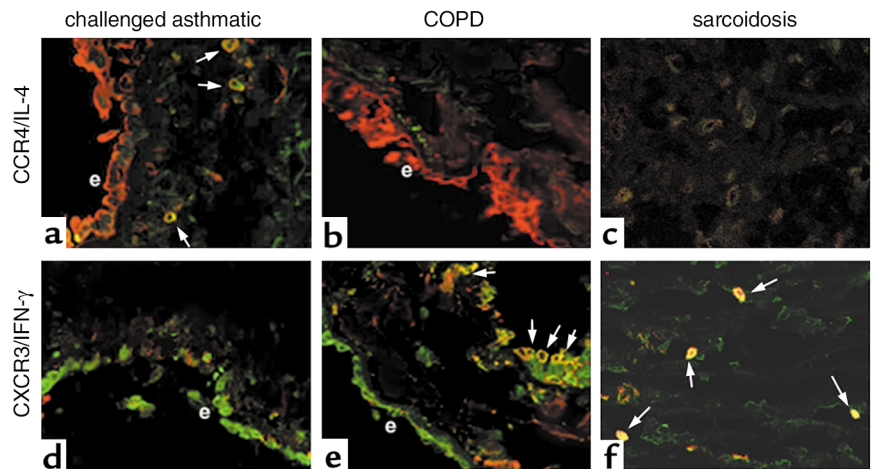 challenged asthmatic
COPD
sarcoidosis
CCR4/IL-4
e
a
e
b
c
CXCR3/IFN-γ
e
d
e
e
f